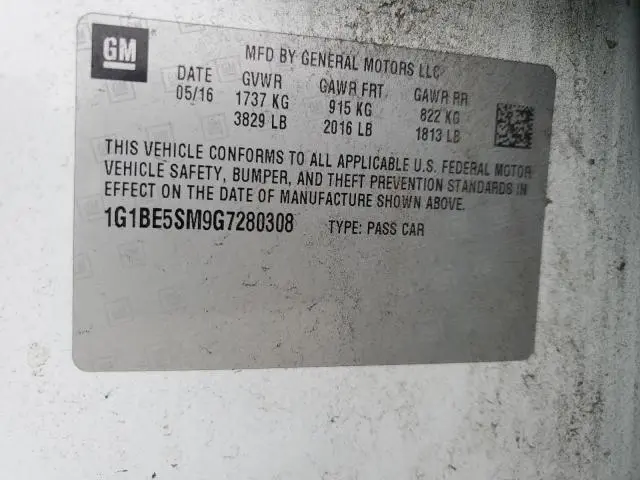 GM
MFD BY GENERAL MOTORS LLC
DATE GVWR GAWR FRT GAWR RR
05/16 1737 KG 915 KG 822 KG
3829 LB 2016 LB 1813 LB
THIS VEHICLE CONFORMS TO ALL APPLICABLE U.S. FEDERAL MOTOR
VEHICLE SAFETY, BUMPER, AND THEFT PREVENTION STANDARDS IN
EFFECT ON THE DATE OF MANUFACTURE SHOWN ABOVE.
1G1BE5SM9G7280308 TYPE: PASS CAR